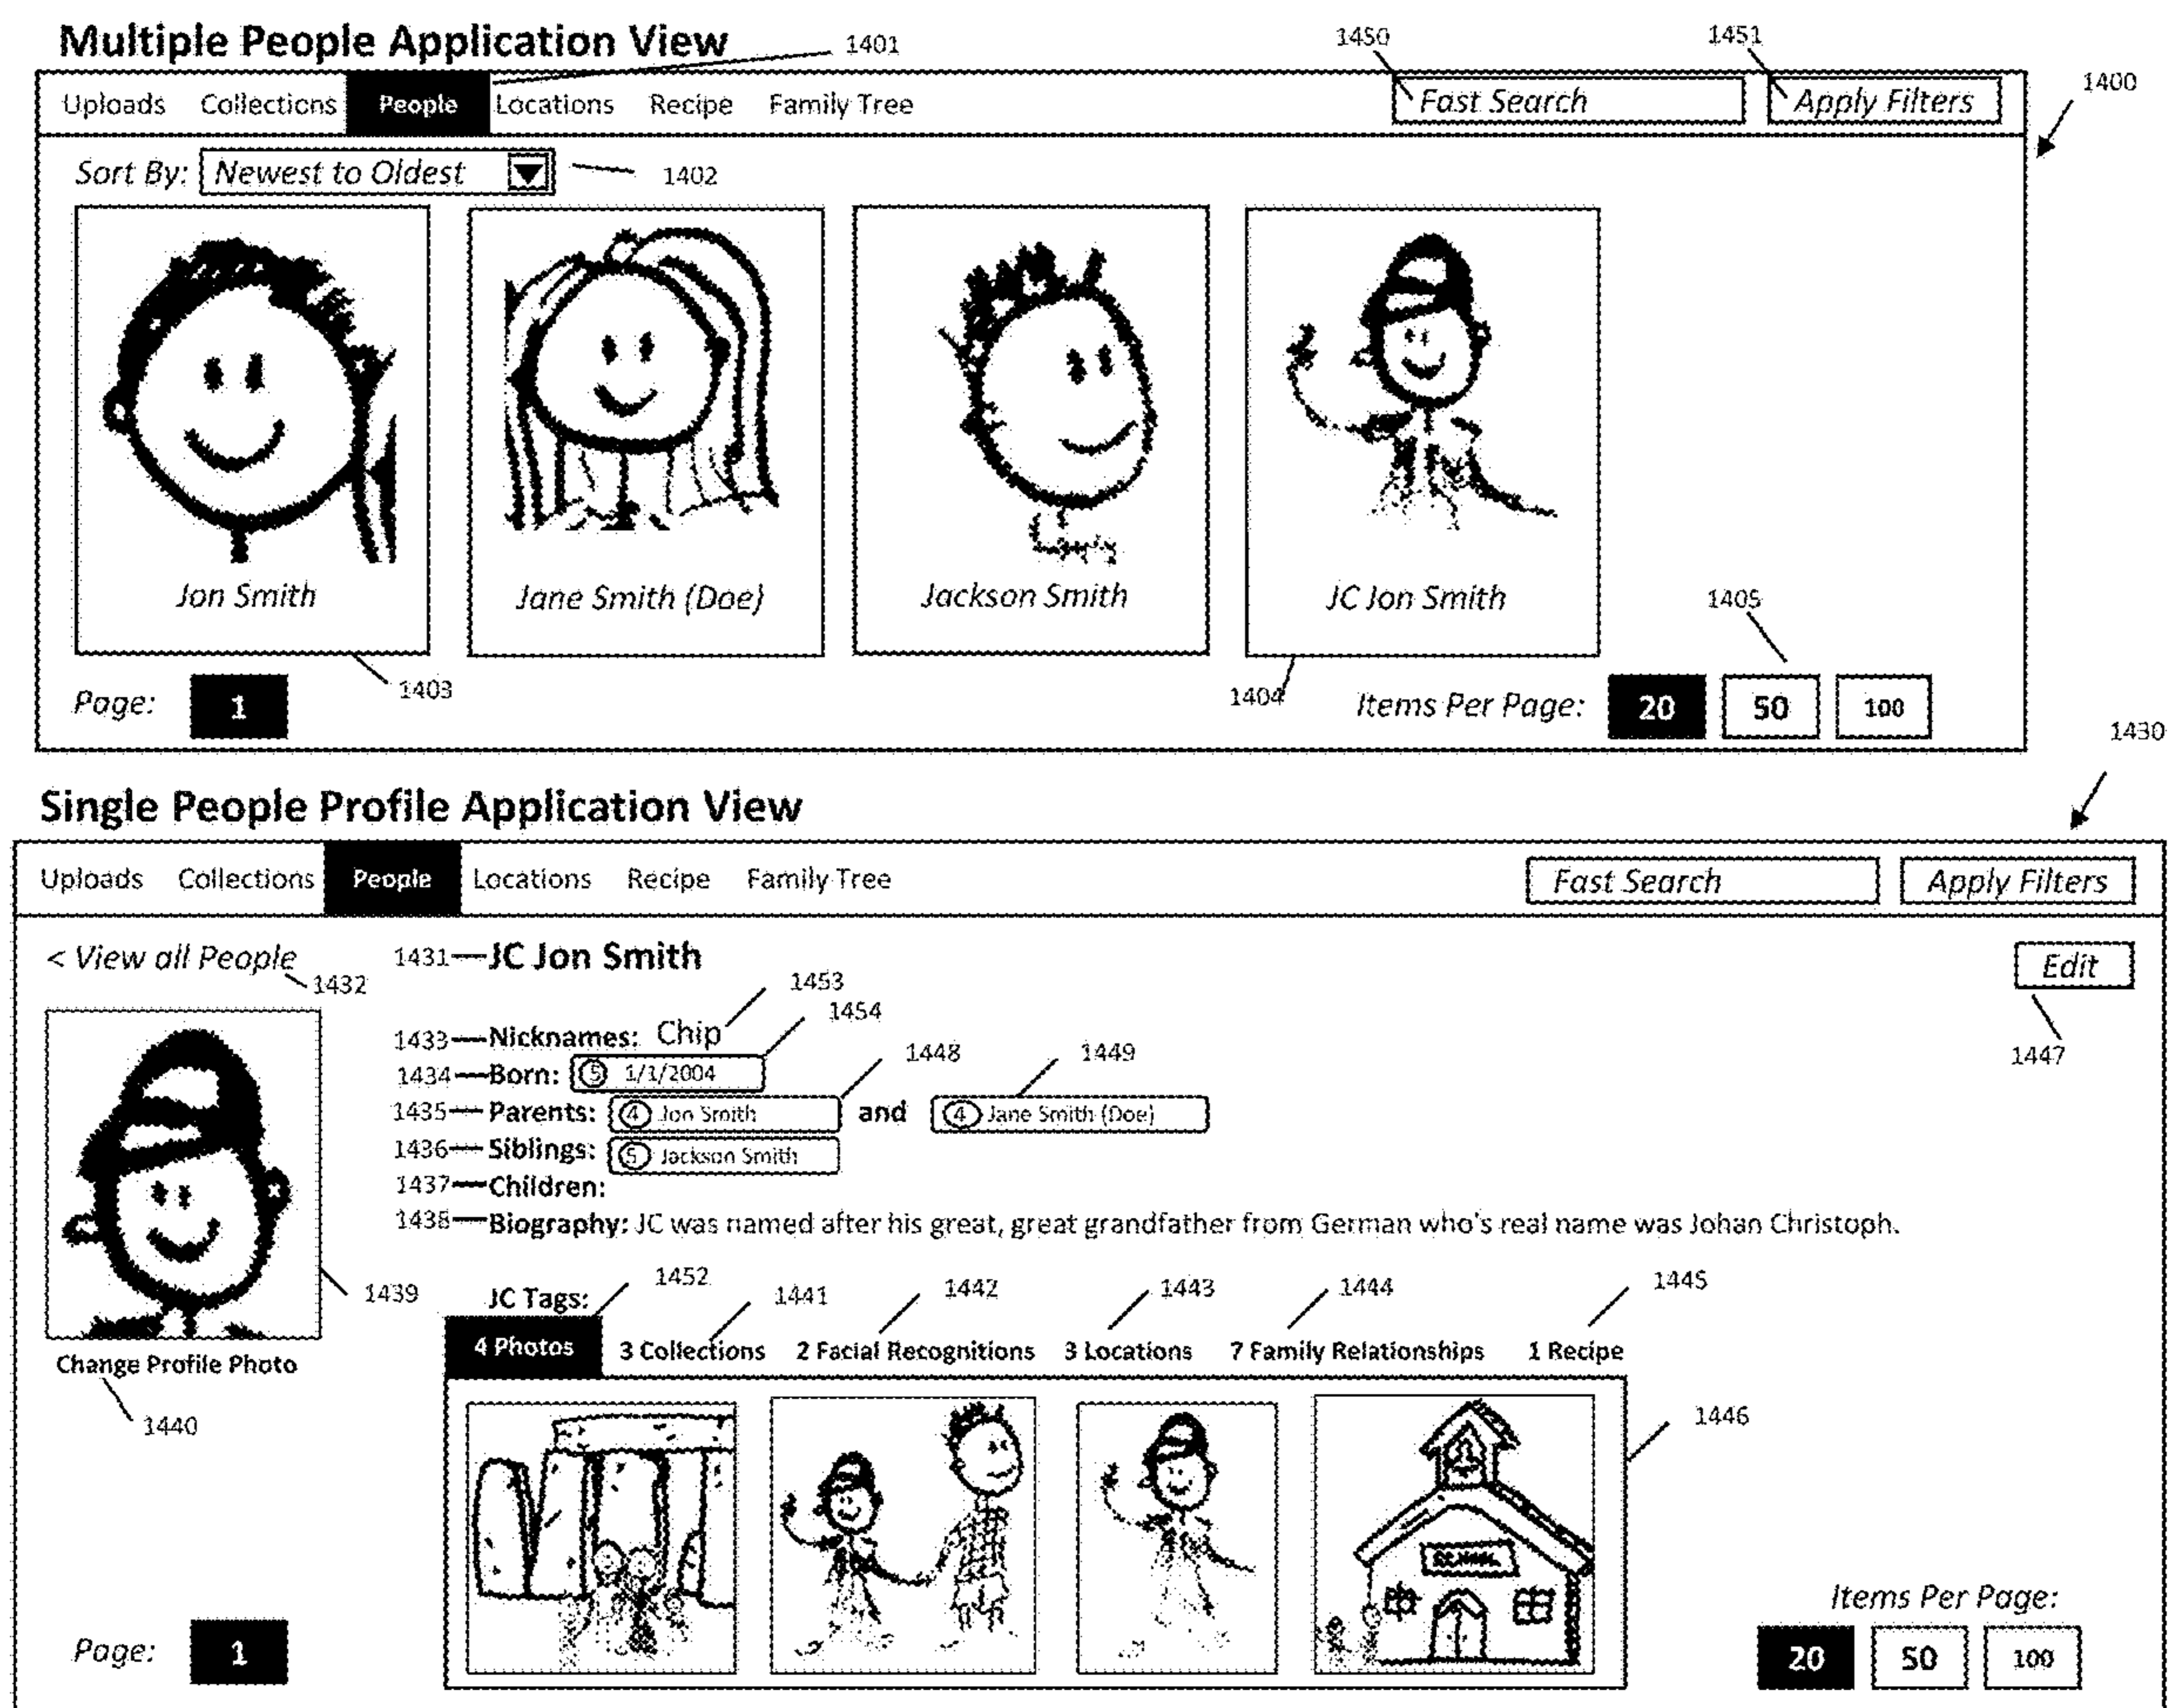 Multiple People Application View
1401
1450
1451
1400
Uploads Collections People Locations Recipe Family Tree Fast Search Apply Filters
Sort By: Newest to Oldest
1402
Jon Smith
Jane Smith (Doe)
Jackson Smith
JC Jon Smith
1403
1404
1405
Page: 1
Items Per Page: 20 50 100
1430
Single People Profile Application View
Uploads Collections People Locations Recipe Family Tree Fast Search Apply Filters
< View all People
1432
1431 JC Jon Smith
Edit
1447
1453
1454
1433 Nicknames: Chip
1448
1449
1434 Born: 5 1/1/2004
1435 Parents: 4 Jon Smith and 4 Jane Smith (Doe)
1436 Siblings: 5 Jackson Smith
1437 Children:
1438 Biography: JC was named after his great, great grandfather from German who's real name was Johan Christoph.
1439
Change Profile Photo
1440
JC Tags:
1452
1441
1442
1443
1444
1445
4 Photos 3 Collections 2 Facial Recognitions 3 Locations 7 Family Relationships 1 Recipe
1446
SCHOOL
Page: 1
Items Per Page:
20 50 100